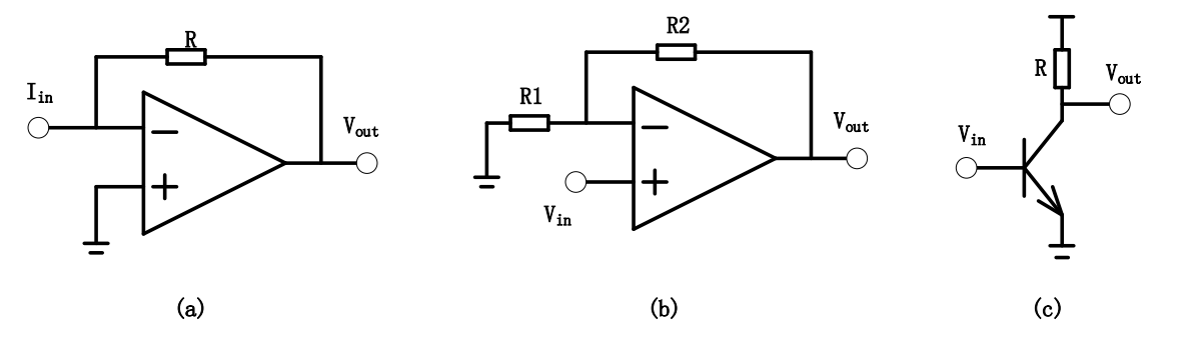 R
I_in
V_out
(a)
R2
R1
V_out
V_in
(b)
R
V_out
V_in
(c)